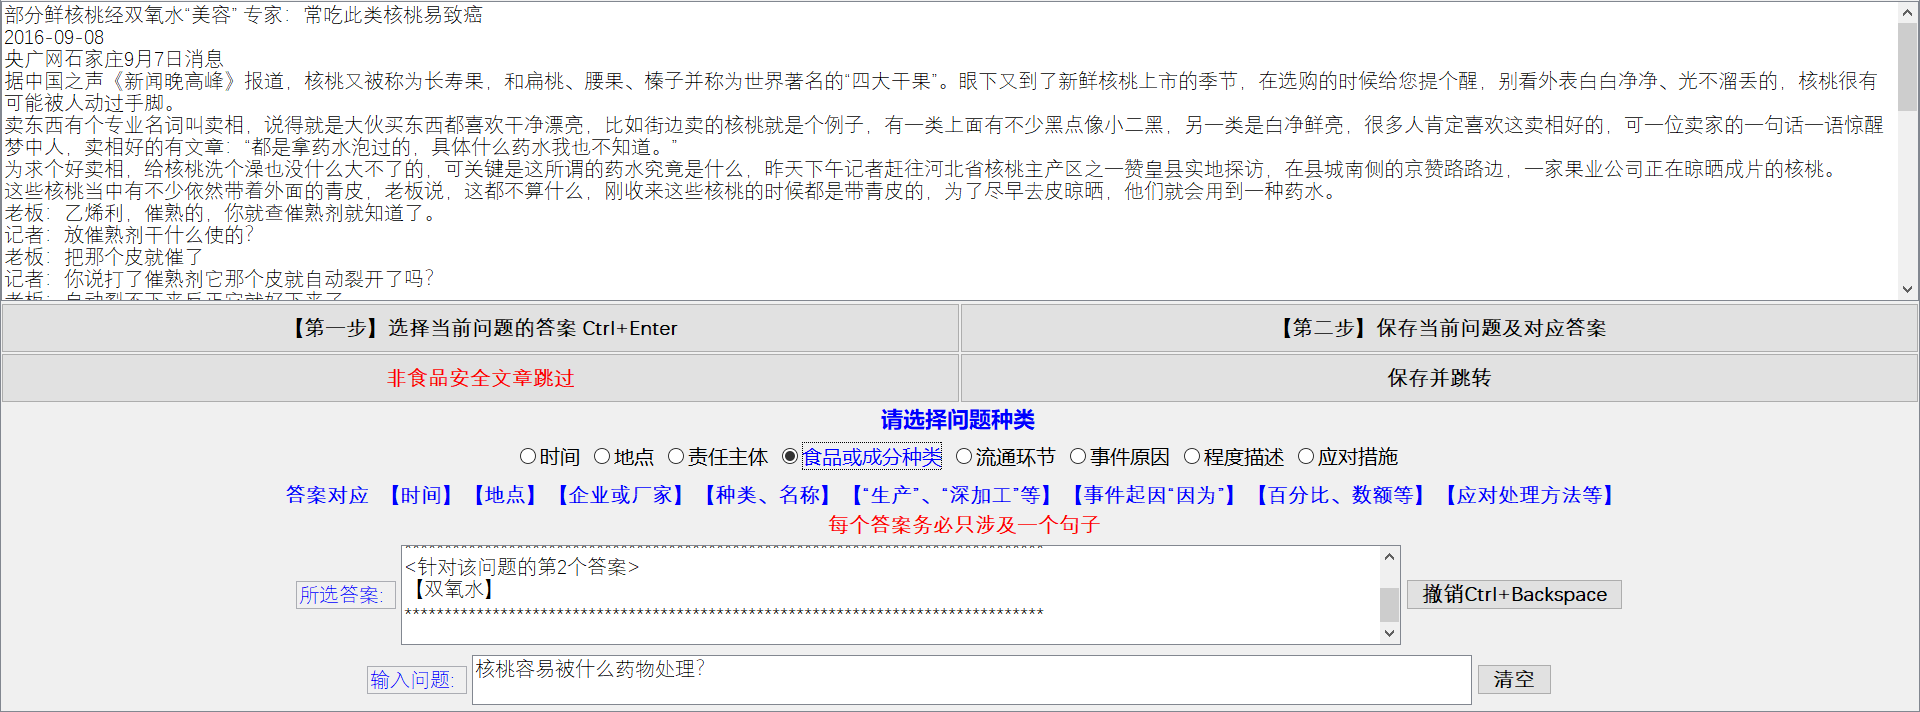 部分鲜核桃经双氧水“美容” 专家：常吃此类核桃易致癌
2016-09-08
央广网石家庄9月7日消息
据中国之声《新闻晚高峰》报道，核桃又被称为长寿果，和扁桃、腰果、榛子并称为世界著名的“四大干果”。眼下又到了新鲜核桃上市的季节，在选购的时候给您提个醒，别看外表白白净净、光不溜丢的，核桃很有
可能被人动过手脚。
卖东西有个专业名词叫卖相，说得就是大伙买东西都喜欢干净漂亮，比如街边卖的核桃就是个例子，有一类上面有不少黑点像小二黑，另一类是白净鲜亮，很多人肯定喜欢这卖相好的，可一位卖家的一句话一语惊醒
梦中人，卖相好的有文章：“都是拿药水泡过的，具体什么药水我也不知道。”
为求个好卖相，给核桃洗个澡也没什么大不了的，可关键是这所谓的药水究竟是什么，昨天下午记者赶往河北省核桃主产区之一赞皇县实地探访，在县城南侧的京赞路路边，一家果业公司正在晾晒成片的核桃。
这些核桃当中有不少依然带着外面的青皮，老板说，这都不算什么，刚收来这些核桃的时候都是带青皮的，为了尽早去皮晾晒，他们就会用到一种药水。
老板：乙烯利，催熟的，你就查催熟剂就知道了。
记者：放催熟剂干什么使的？
老板：把那个皮就催了
记者：你说打了催熟剂它那个皮就自动裂开了吗？
老板：自动裂不下来反正它就好下来了
【第一步】选择当前问题的答案 Ctrl+Enter
【第二步】保存当前问题及对应答案
非食品安全文章跳过
保存并跳转
请选择问题种类
时间 地点 责任主体 食品或成分种类 流通环节 事件原因 程度描述 应对措施
答案对应 【时间】【地点】【企业或厂家】【种类、名称】【“生产”、“深加工”等】【事件起因“因为”】【百分比、数额等】【应对处理方法等】
每个答案务必只涉及一个句子
********************************************************************************
<针对该问题的第2个答案>
【双氧水】
********************************************************************************
所选答案：
撤销Ctrl+Backspace
输入问题：
核桃容易被什么药物处理？
清空